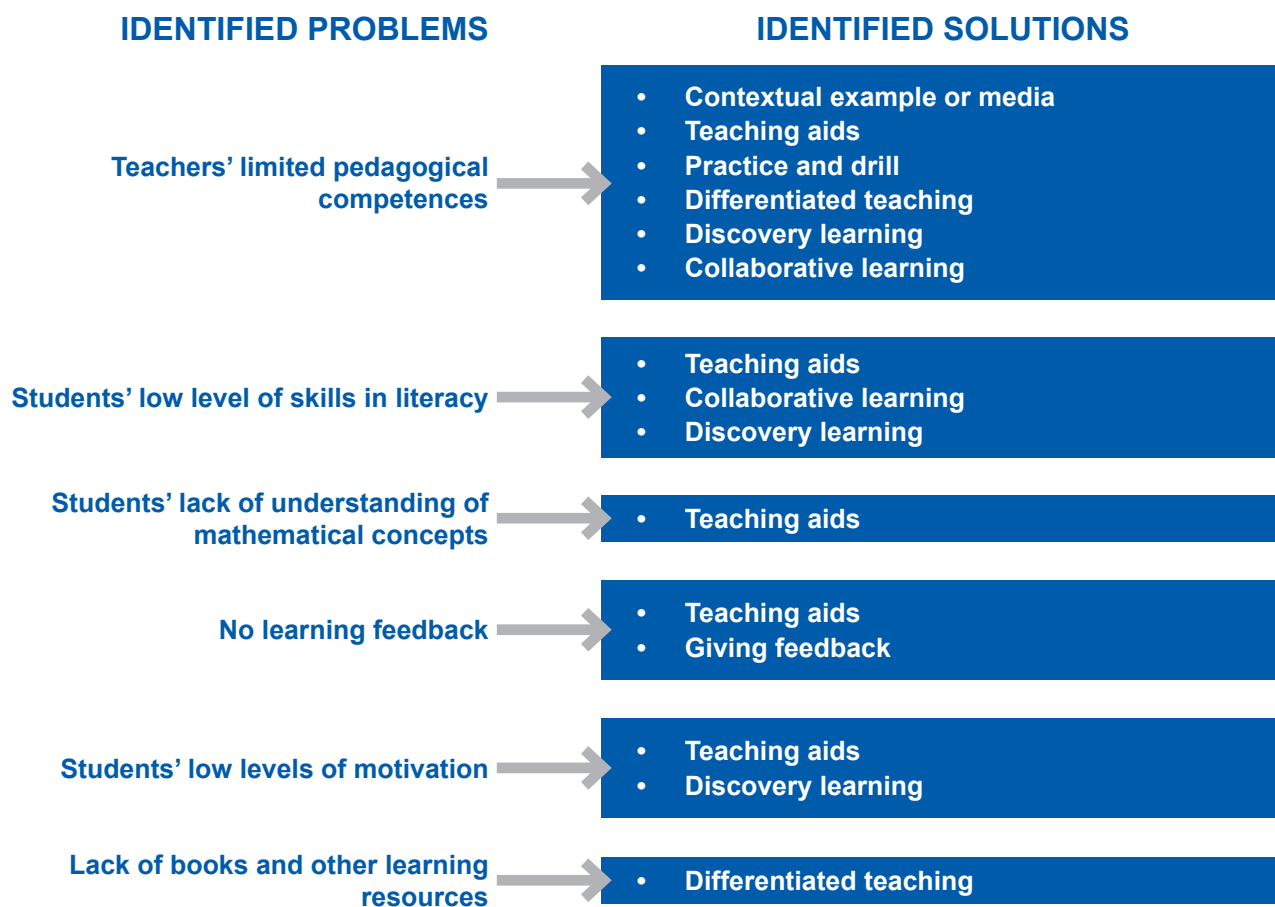 IDENTIFIED PROBLEMS
IDENTIFIED SOLUTIONS
Teachers’ limited pedagogical
competences
• Contextual example or media
• Teaching aids
• Practice and drill
• Differentiated teaching
• Discovery learning
• Collaborative learning
Students’ low level of skills in literacy
• Teaching aids
• Collaborative learning
• Discovery learning
Students’ lack of understanding of
mathematical concepts
• Teaching aids
No learning feedback
• Teaching aids
• Giving feedback
Students’ low levels of motivation
• Teaching aids
• Discovery learning
Lack of books and other learning
resources
• Differentiated teaching